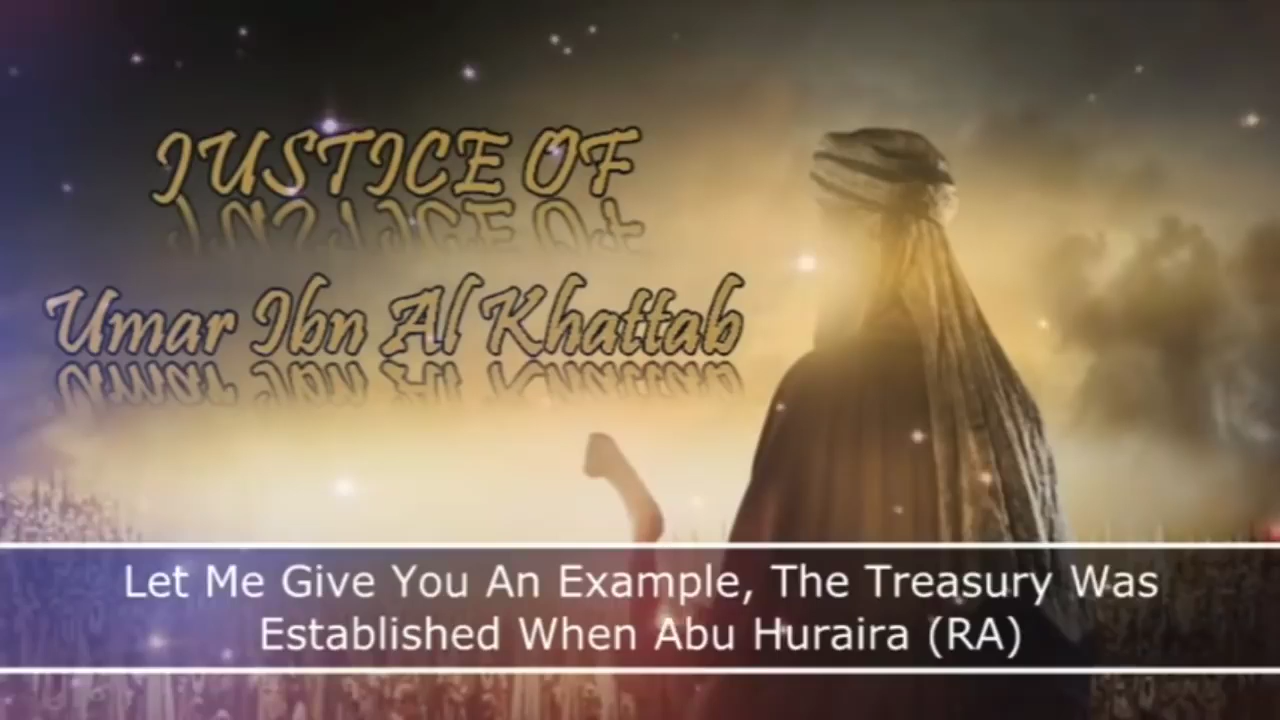 JUSTICE OF
Umar Ibn Al Khattab
Let Me Give You An Example, The Treasury Was
Established When Abu Huraira (RA)